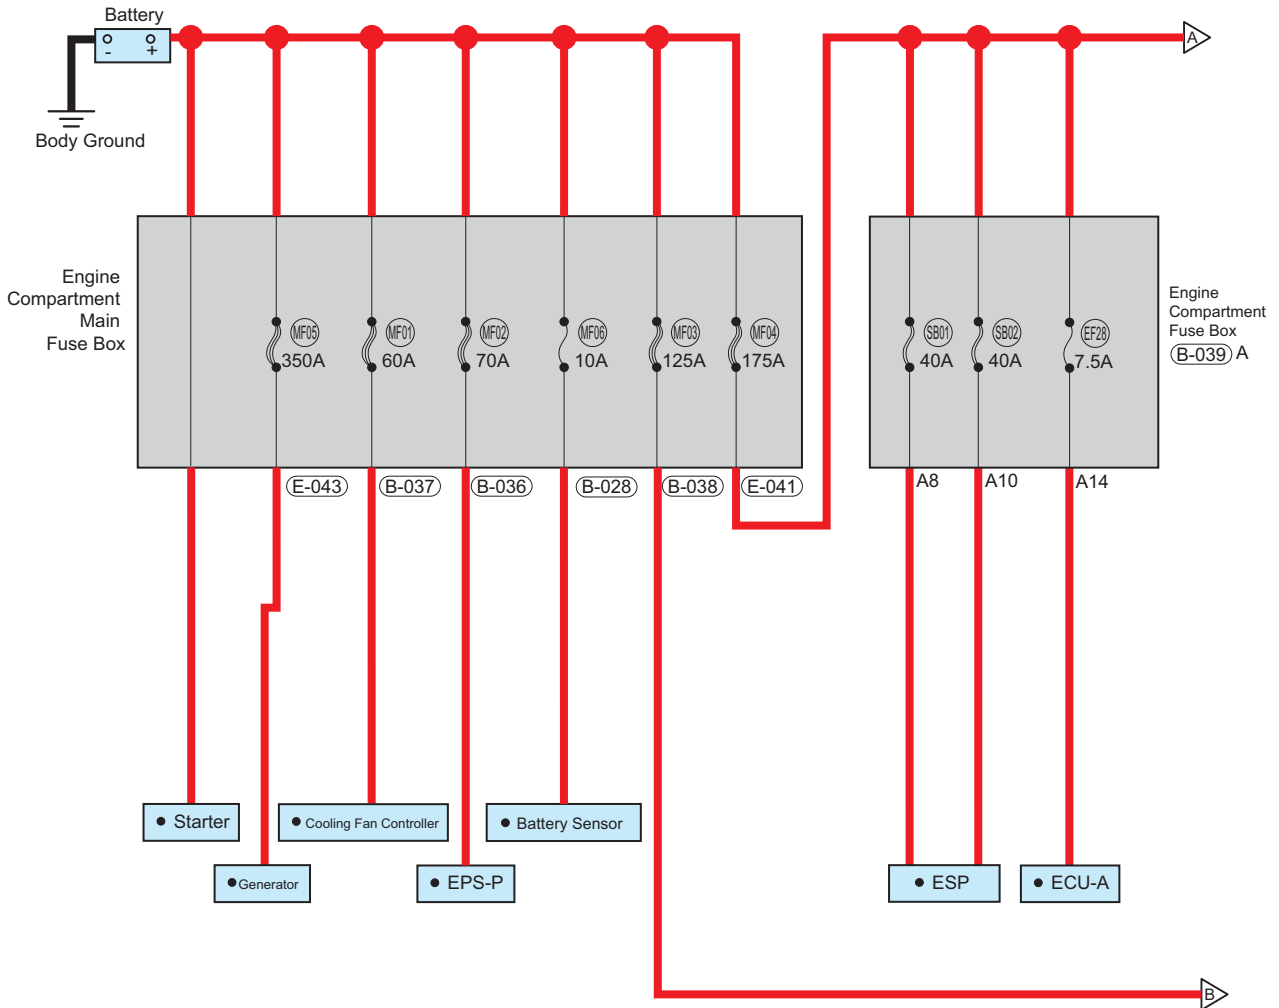 Battery
- +
Body Ground
A
Engine
Compartment
Main
Fuse Box
MF05
350A
MF01
60A
MF02
70A
MF06
10A
MF03
125A
MF04
175A
SB01
40A
SB02
40A
EF28
7.5A
Engine
Compartment
Fuse Box
B-039 A
E-043
B-037
B-036
B-028
B-038
E-041
A8
A10
A14
Starter
Cooling Fan Controller
Battery Sensor
Generator
EPS-P
ESP
ECU-A
B